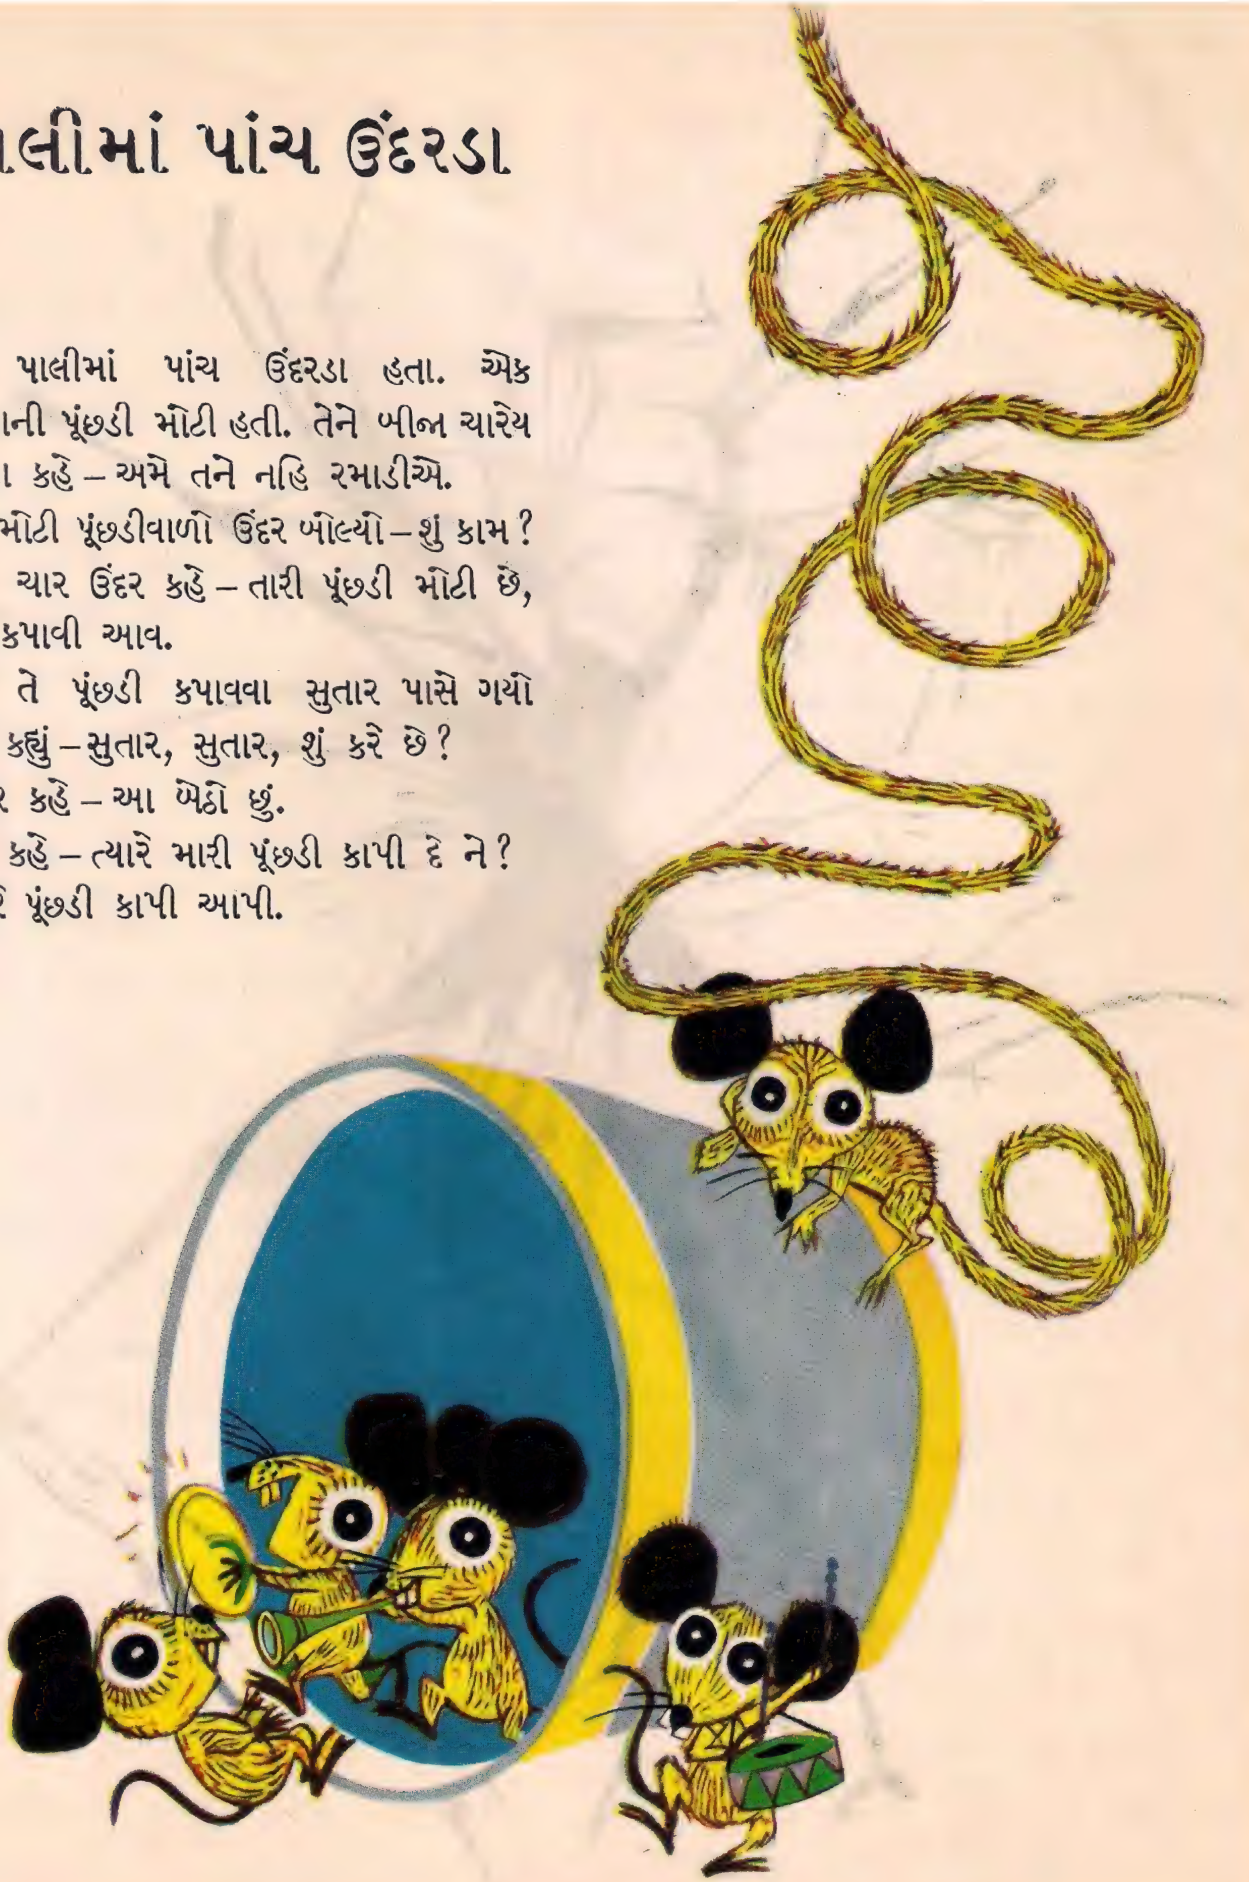 પાંચ ઉંદરડા
પાલીમાં પાંચ ઉંદરડા હતા. એક
પૂંછડી મોટી હતી. તેને બીજા ચારેય
કહે – અમે તને નહિ રમાડીએ.
મોટી પૂંછડીવાળો ઉંદર બોલ્યો – શું કામ?
ચાર ઉંદર કહે – તારી પૂંછડી મોટી છે,
કપાવી આવ.
તે પૂંછડી કપાવવા સુતાર પાસે ગયો
કહ્યું – સુતાર, સુતાર, શું કરે છે?
કહે – આ બેઠો છું.
કહે – ત્યારે મારી પૂંછડી કાપી દે ને?
પૂંછડી કાપી આપી.